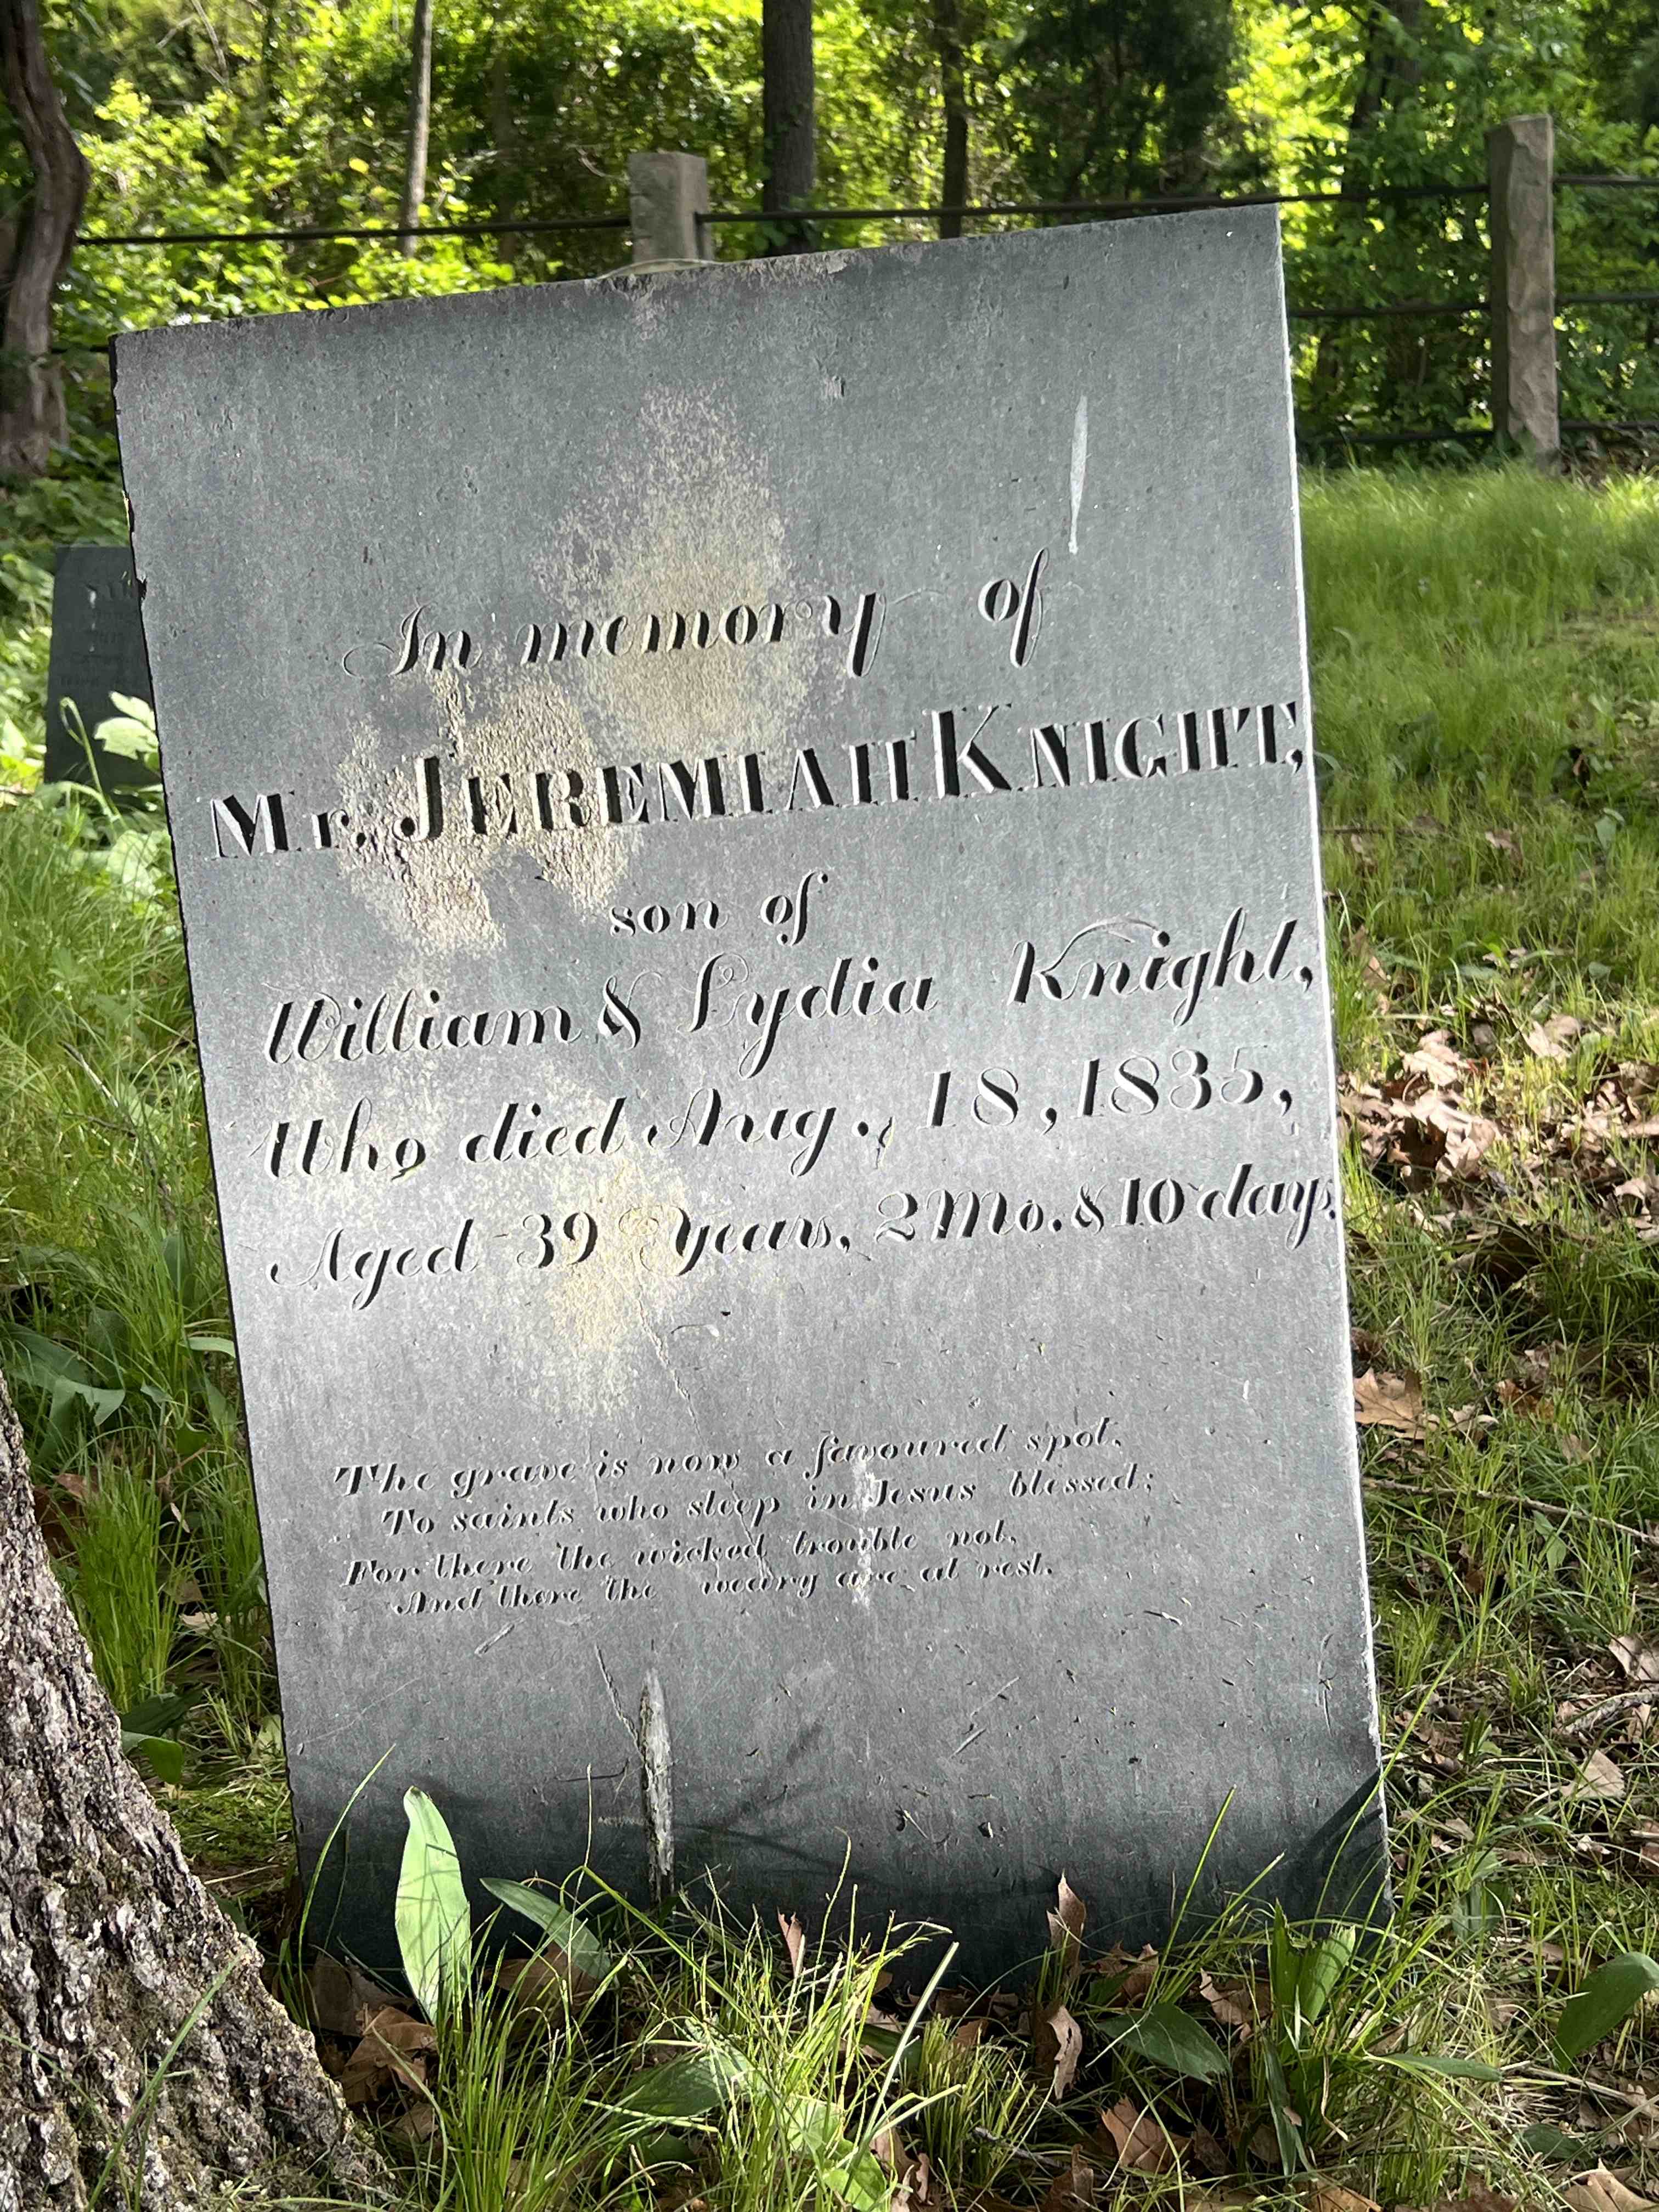 In memory of
Mr. JEREMIAH KNIGHT,
son of
William & Lydia Knight,
Who died Aug., 18, 1835,
Aged 39 Years, 2 Mo. & 10 days.
The grave is now a favoured spot,
To saints who sleep in Jesus blessed;
For there the wicked trouble not,
And there the weary are at rest.